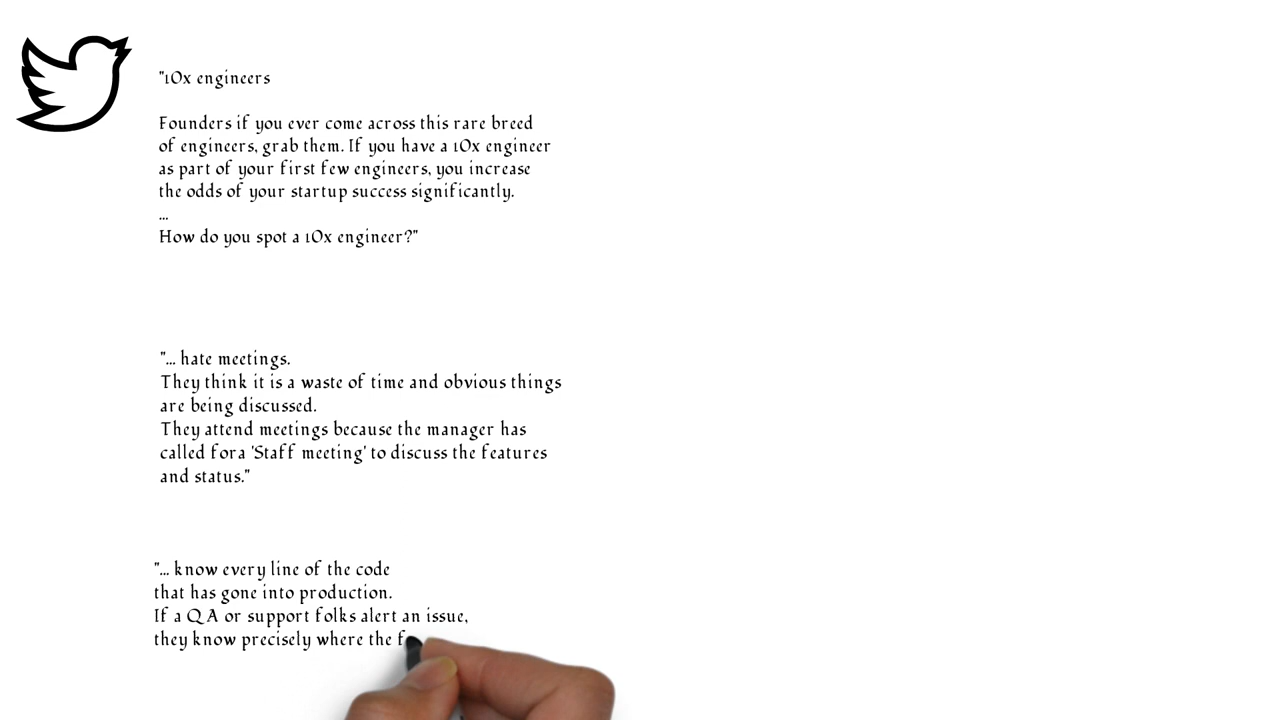 "10x engineers
Founders if you ever come across this rare breed
of engineers, grab them. If you have a 10x engineer
as part of your first few engineers, you increase
the odds of your startup success significantly.
...
How do you spot a 10x engineer?"
"... hate meetings.
They think it is a waste of time and obvious things
are being discussed.
They attend meetings because the manager has
called fora 'Staff meeting' to discuss the features
and status."
"... know every line of the code
that has gone into production.
If a QA or support folks alert an issue,
they know precisely where the